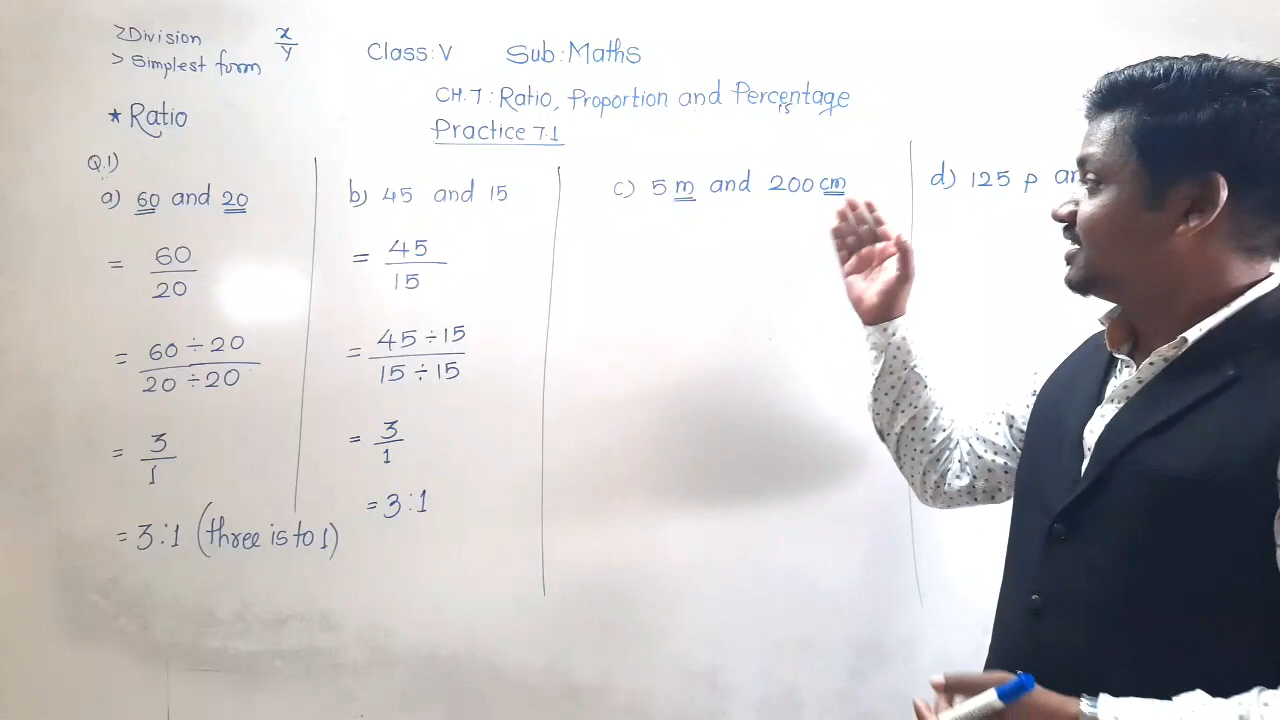 >Division
>Simplest form
x/y
Class:V Sub:Maths
CH.7: Ratio, Proportion and Percentage
15
Practice 7.1
★ Ratio
Q.1)
a) 60 and 20
= 60/20
= 60÷20/20÷20
= 3/1
= 3:1 (three is to 1)
b) 45 and 15
= 45/15
= 45÷15/15÷15
= 3/1
= 3:1
c) 5 m and 200 cm
d) 125 p